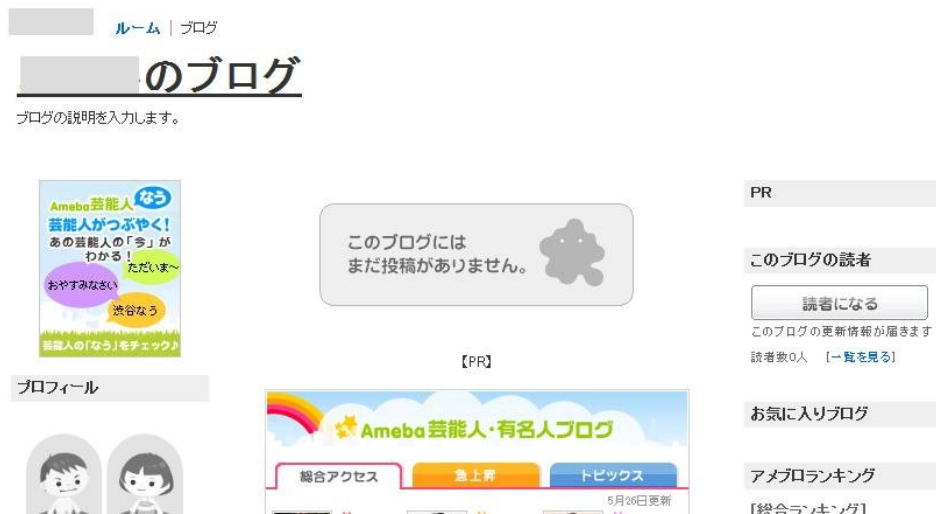 ルーム | ブログ
のブログ
ブログの説明を入力します。
Ameba芸能人なう
芸能人がつぶやく!
あの芸能人の「今」が
わかる!
ただいま～
おやすみなさい
渋谷なう
芸能人の「なう」をチェック♪
プロフィール
このブログには
まだ投稿がありません。
【PR】
Ameba芸能人・有名人ブログ
総合アクセス
急上昇
トピックス
5月26日更新
PR
このブログの読者
読者になる
このブログの更新情報が届きます
読者数0人 [一覧を見る]
お気に入りブログ
アメブロランキング
[総合ランキング]